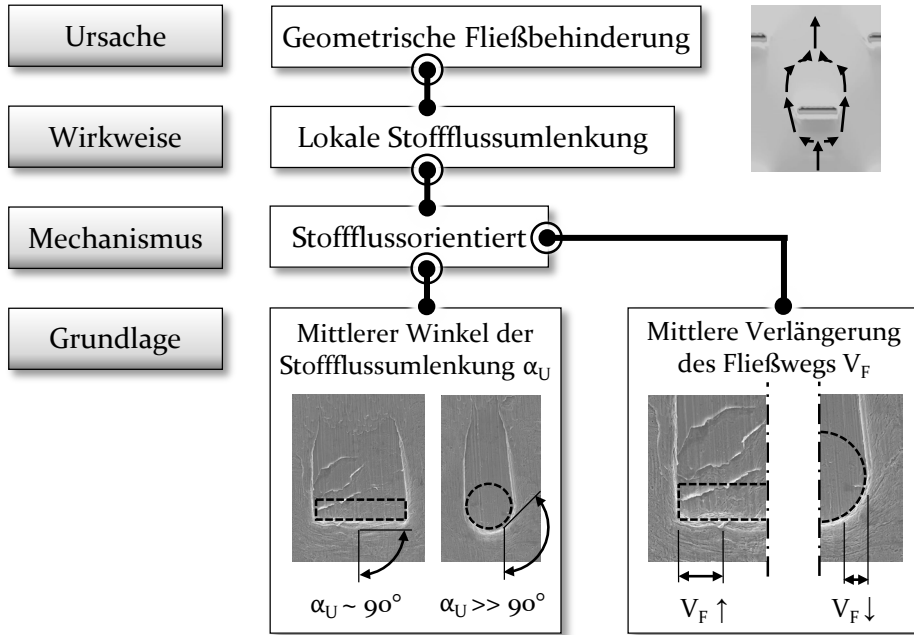 Ursache
Geometrische Fließbehinderung
Wirkweise
Lokale Stoffflussumlenkung
Mechanismus
Stoffflussorientiert
Grundlage
Mittlerer Winkel der
Stoffflussumlenkung αU
αU ~ 90°
αU >> 90°
Mittlere Verlängerung
des Fließwegs VF
VF ↑
VF ↓